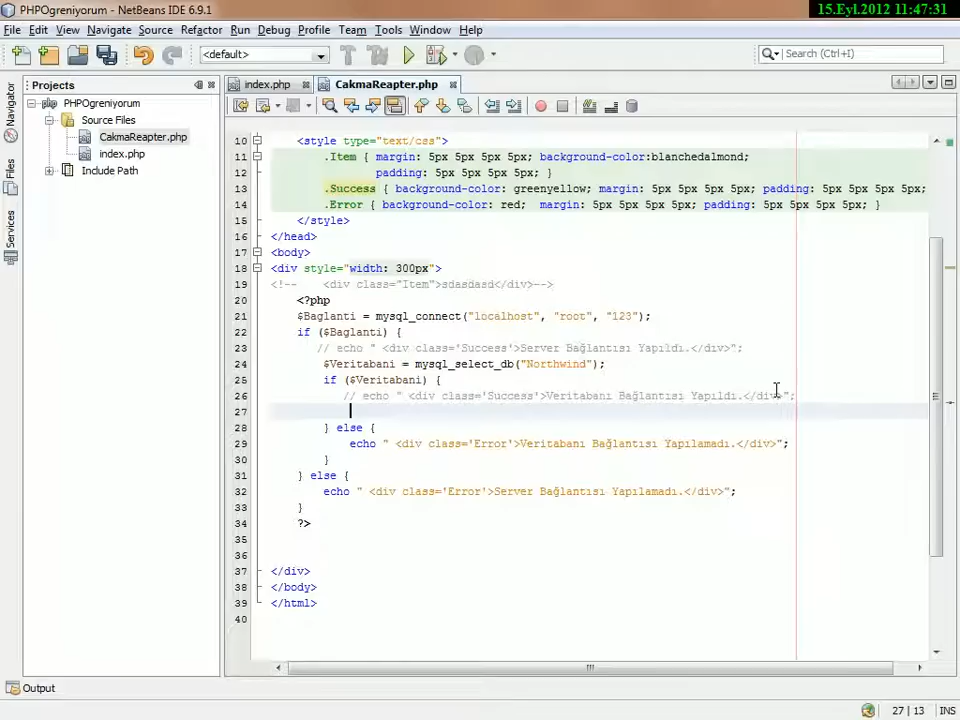 PHPOgreniyorum - NetBeans IDE 6.9.1
15.Eyl.2012 11:47:31
File Edit View Navigate Source Refactor Run Debug Profile Team Tools Window Help
<default>
Search (Ctrl+I)
Projects
index.php
CakmaReapter.php
Navigator
Files
Services
PHPOgreniyorum
Source Files
CakmaReapter.php
index.php
Include Path
10 <style type="text/css">
11 .Item { margin: 5px 5px 5px 5px; background-color:blanchedalmond;
12 padding: 5px 5px 5px 5px; }
13 .Success { background-color: greenyellow; margin: 5px 5px 5px 5px; padding: 5px 5px 5px 5px;
14 .Error { background-color: red;  margin: 5px 5px 5px 5px; padding: 5px 5px 5px 5px; }
15 </style>
16 </head>
17 <body>
18 <div style="width: 300px">
19 <!--    <div class="Item">sdasdasd</div>-->
20 <?php
21 $Baglanti = mysql_connect("localhost", "root", "123");
22 if ($Baglanti) {
23 // echo " <div class='Success'>Server Bağlantısı Yapıldı.</div>";
24 $Veritabani = mysql_select_db("Northwind");
25 if ($Veritabani) {
26 // echo " <div class='Success'>Veritabanı Bağlantısı Yapıldı.</div>";
27
28 } else {
29 echo " <div class='Error'>Veritabanı Bağlantısı Yapılamadı.</div>";
30 }
31 } else {
32 echo " <div class='Error'>Server Bağlantısı Yapılamadı.</div>";
33 }
34 ?>
35
36
37 </div>
38 </body>
39 </html>
40
Output
27 | 13 INS